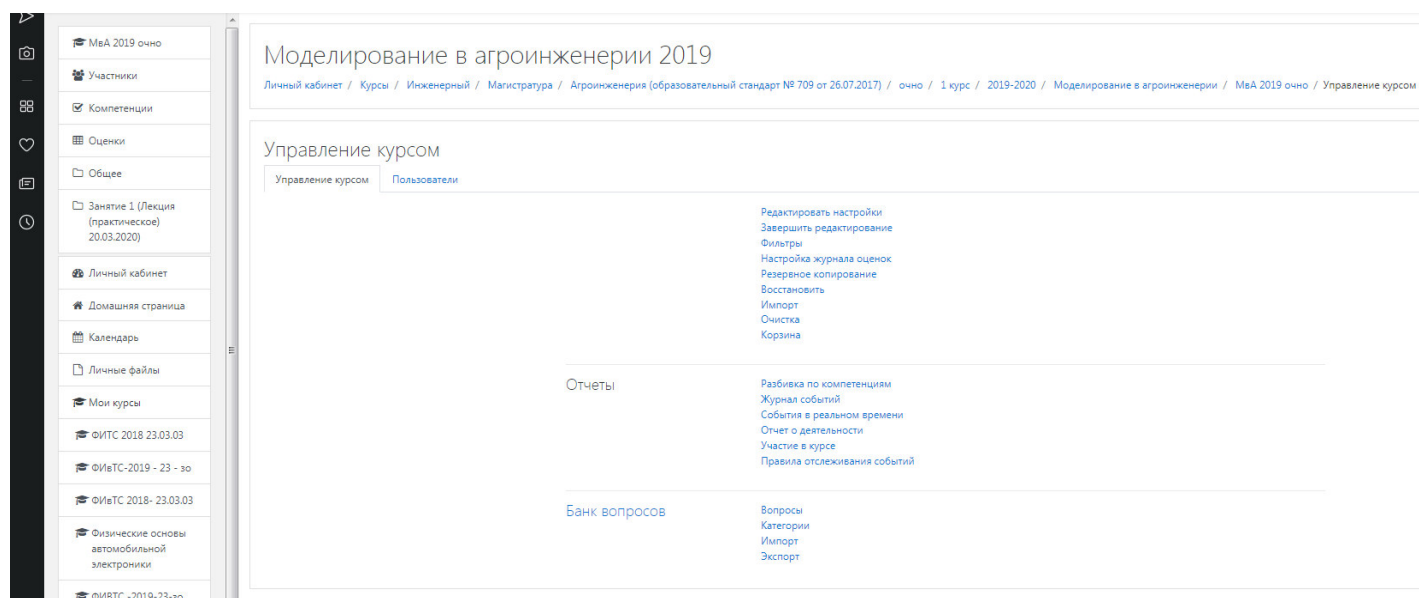 МвА 2019 очно
Участники
Компетенции
Оценки
Общее
Занятие 1 (Лекция
(практическое)
20.03.2020)
Личный кабинет
Домашняя страница
Календарь
Личные файлы
Мои курсы
ФИТС 2018 23.03.03
ФИвТС-2019 - 23 - зо
ФИвТС 2018- 23.03.03
Физические основы
автомобильной
электроники
ФИВТС -2019-23-зо
Моделирование в агроинженерии 2019
Личный кабинет / Курсы / Инженерный / Магистратура / Агроинженерия (образовательный стандарт № 709 от 26.07.2017) / очно / 1 курс / 2019-2020 / Моделирование в агроинженерии / МвА 2019 очно / Управление курсом
Управление курсом
Управление курсом Пользователи
Редактировать настройки
Завершить редактирование
Фильтры
Настройка журнала оценок
Резервное копирование
Восстановить
Импорт
Очистка
Корзина
Отчеты
Разбивка по компетенциям
Журнал событий
События в реальном времени
Отчет о деятельности
Участие в курсе
Правила отслеживания событий
Банк вопросов
Вопросы
Категории
Импорт
Экспорт